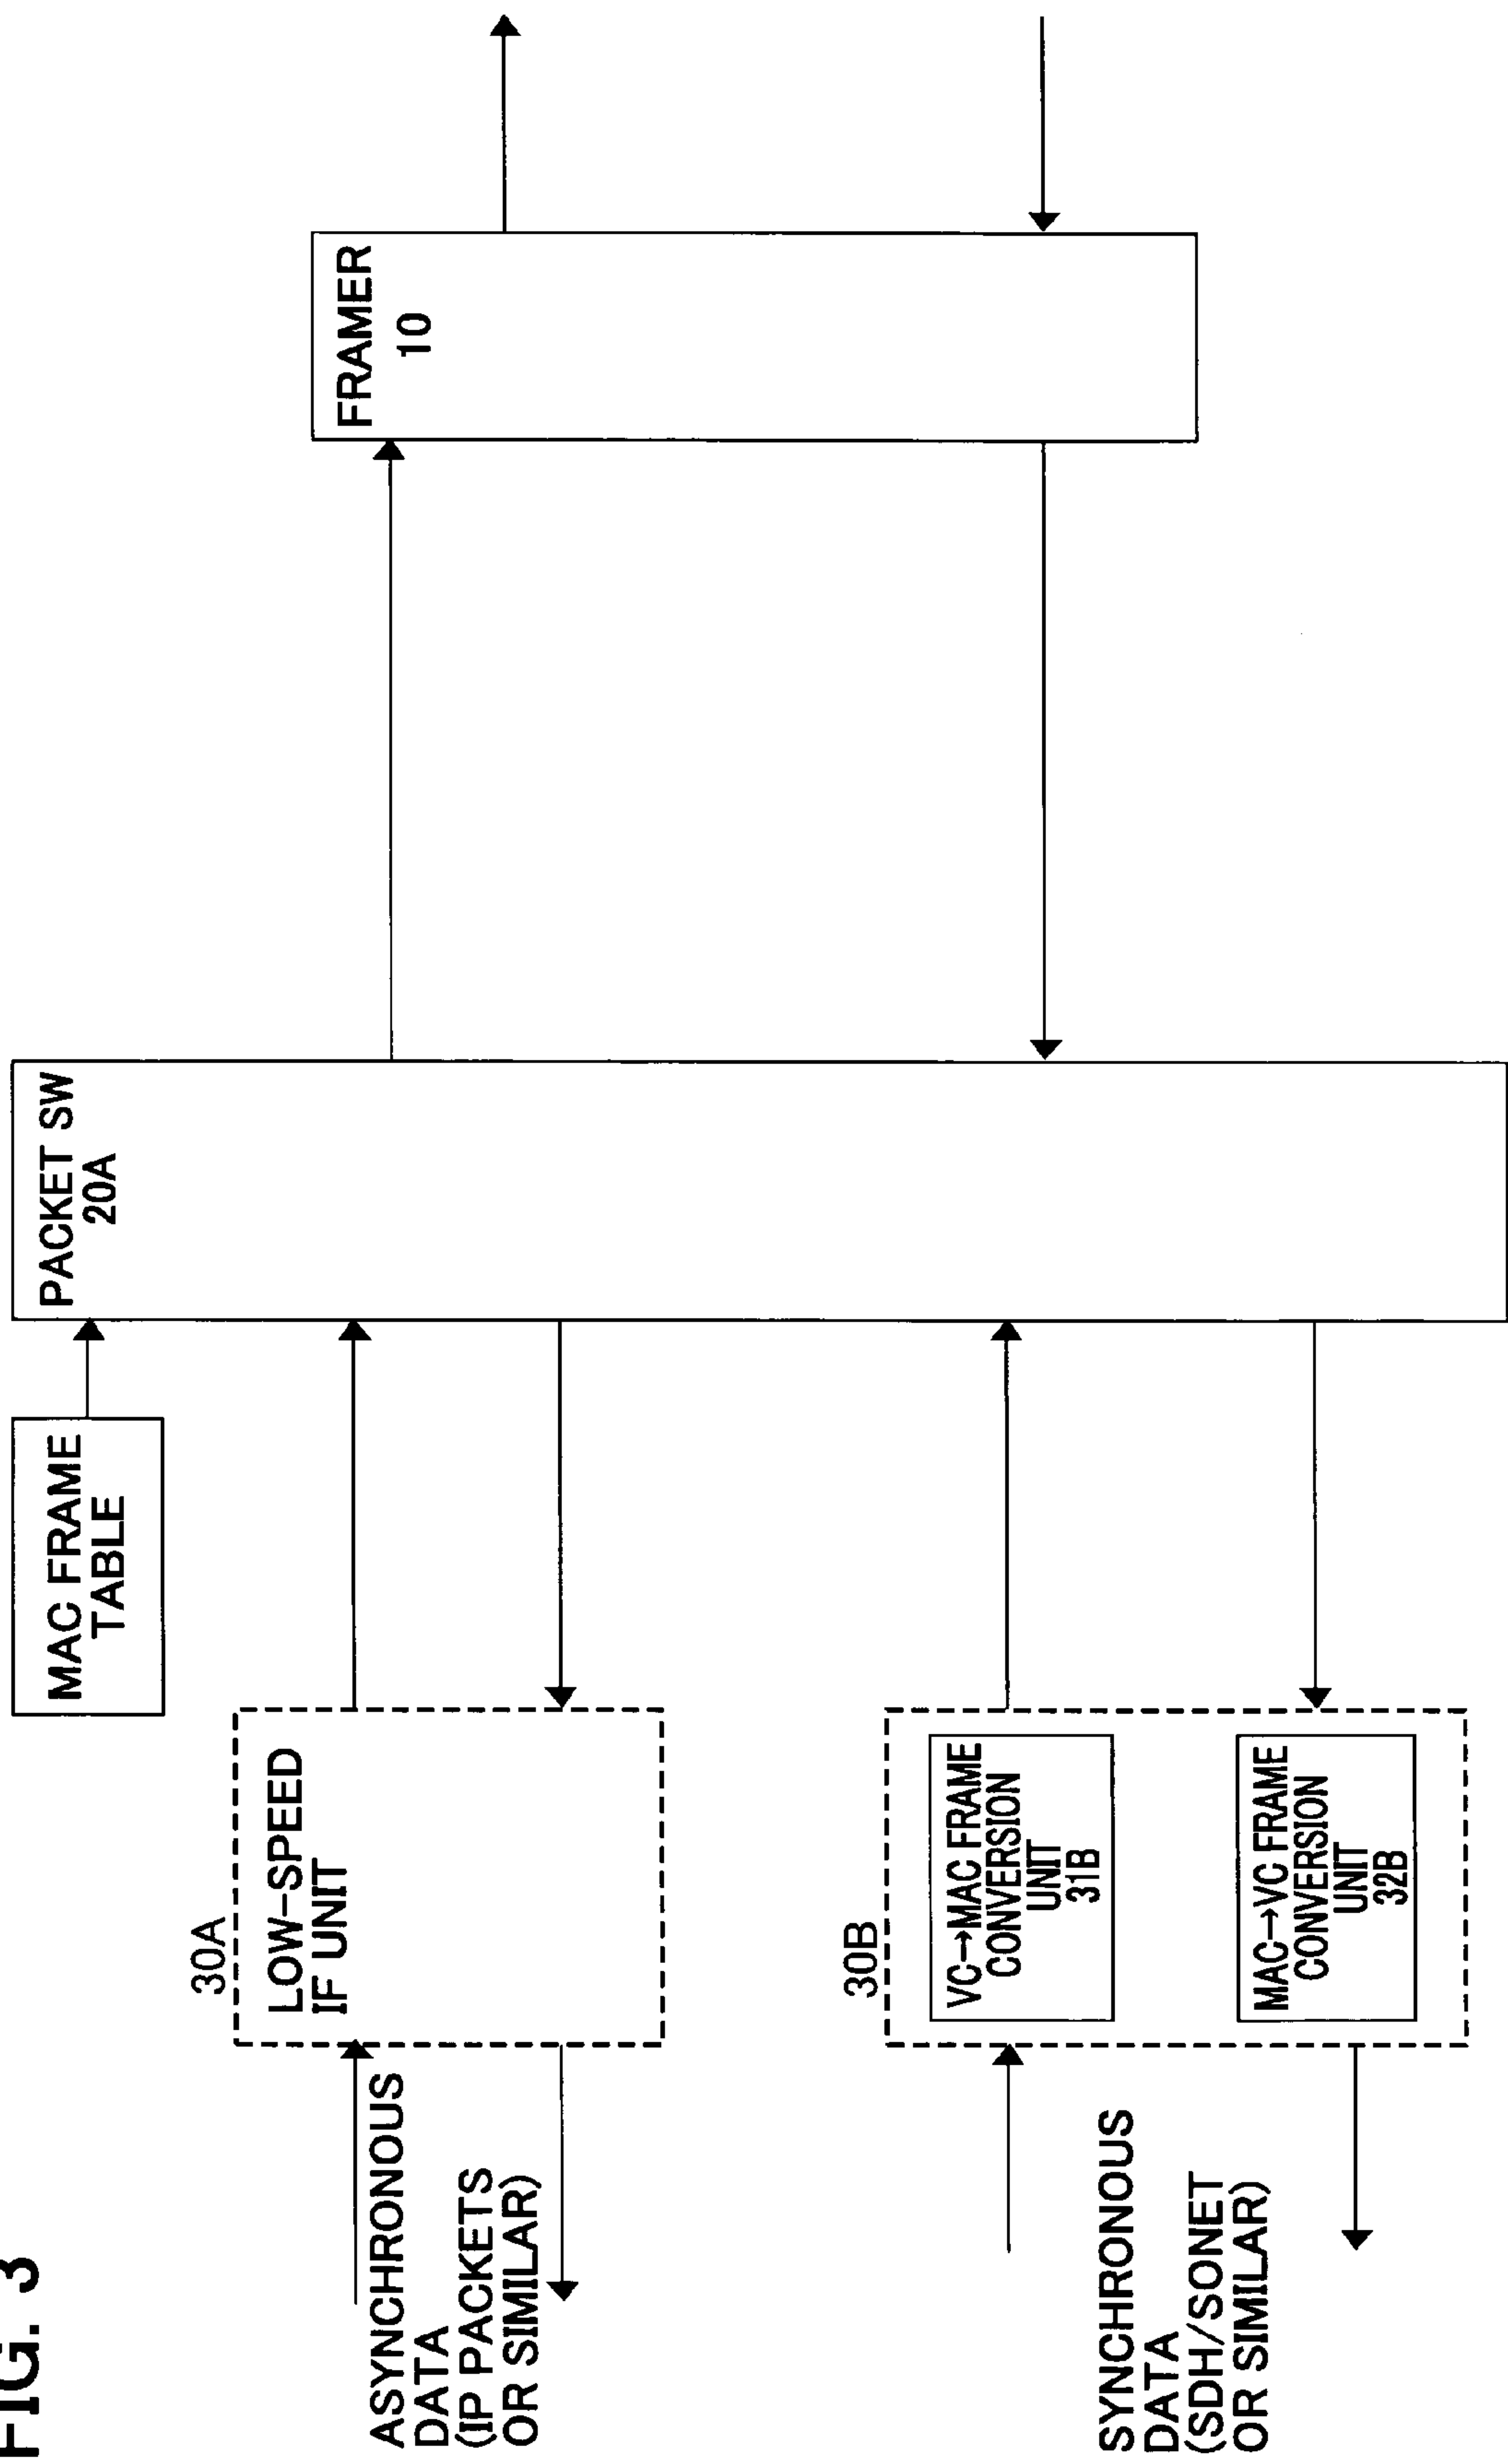 FIG. 3
MAC FRAME
TABLE
PACKET SW
20A
FRAMER
10
30A
LOW-SPEED
IF UNIT
ASYNCHRONOUS
DATA
(IP PACKETS
OR SIMILAR)
30B
VC→MAC FRAME
CONVERSION
UNIT
31B
MAC→VC FRAME
CONVERSION
UNIT
32B
SYNCHRONOUS
DATA
(SDH/SONET
OR SIMILAR)